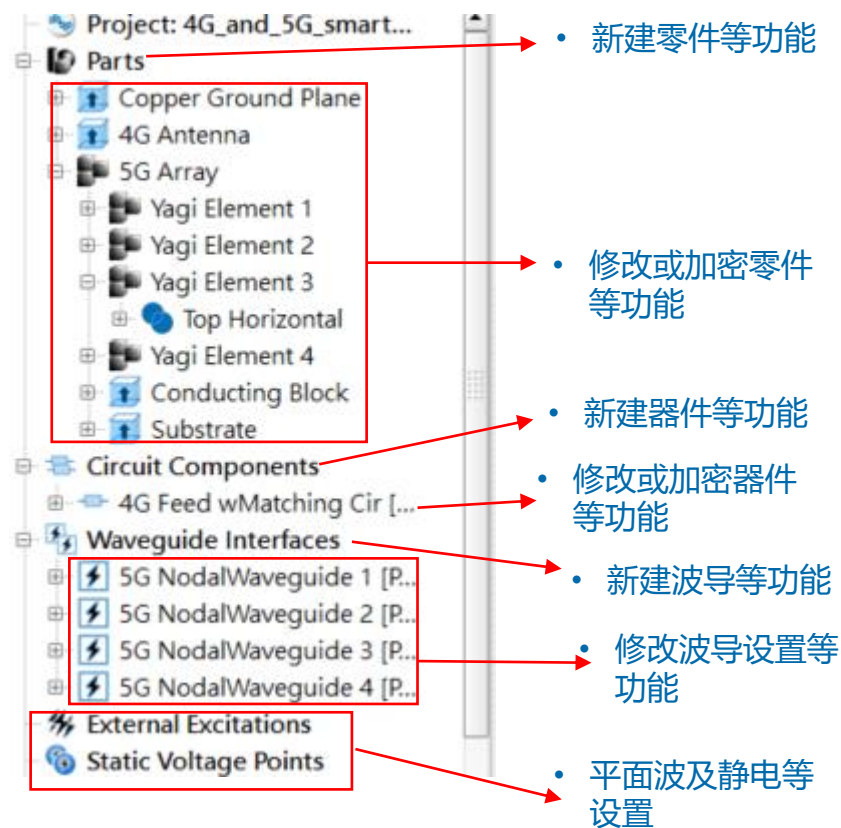 Project: 4G_and_5G_smart...
• 新建零件等功能
Parts
Copper Ground Plane
4G Antenna
5G Array
Yagi Element 1
Yagi Element 2
• 修改或加密零件
等功能
Yagi Element 3
Top Horizontal
Yagi Element 4
Conducting Block
• 新建器件等功能
Substrate
Circuit Components
• 修改或加密器件
等功能
4G Feed wMatching Cir [...
Waveguide Interfaces
• 新建波导等功能
5G NodalWaveguide 1 [P...
5G NodalWaveguide 2 [P...
• 修改波导设置等
功能
5G NodalWaveguide 3 [P...
5G NodalWaveguide 4 [P...
External Excitations
Static Voltage Points
• 平面波及静电等
设置